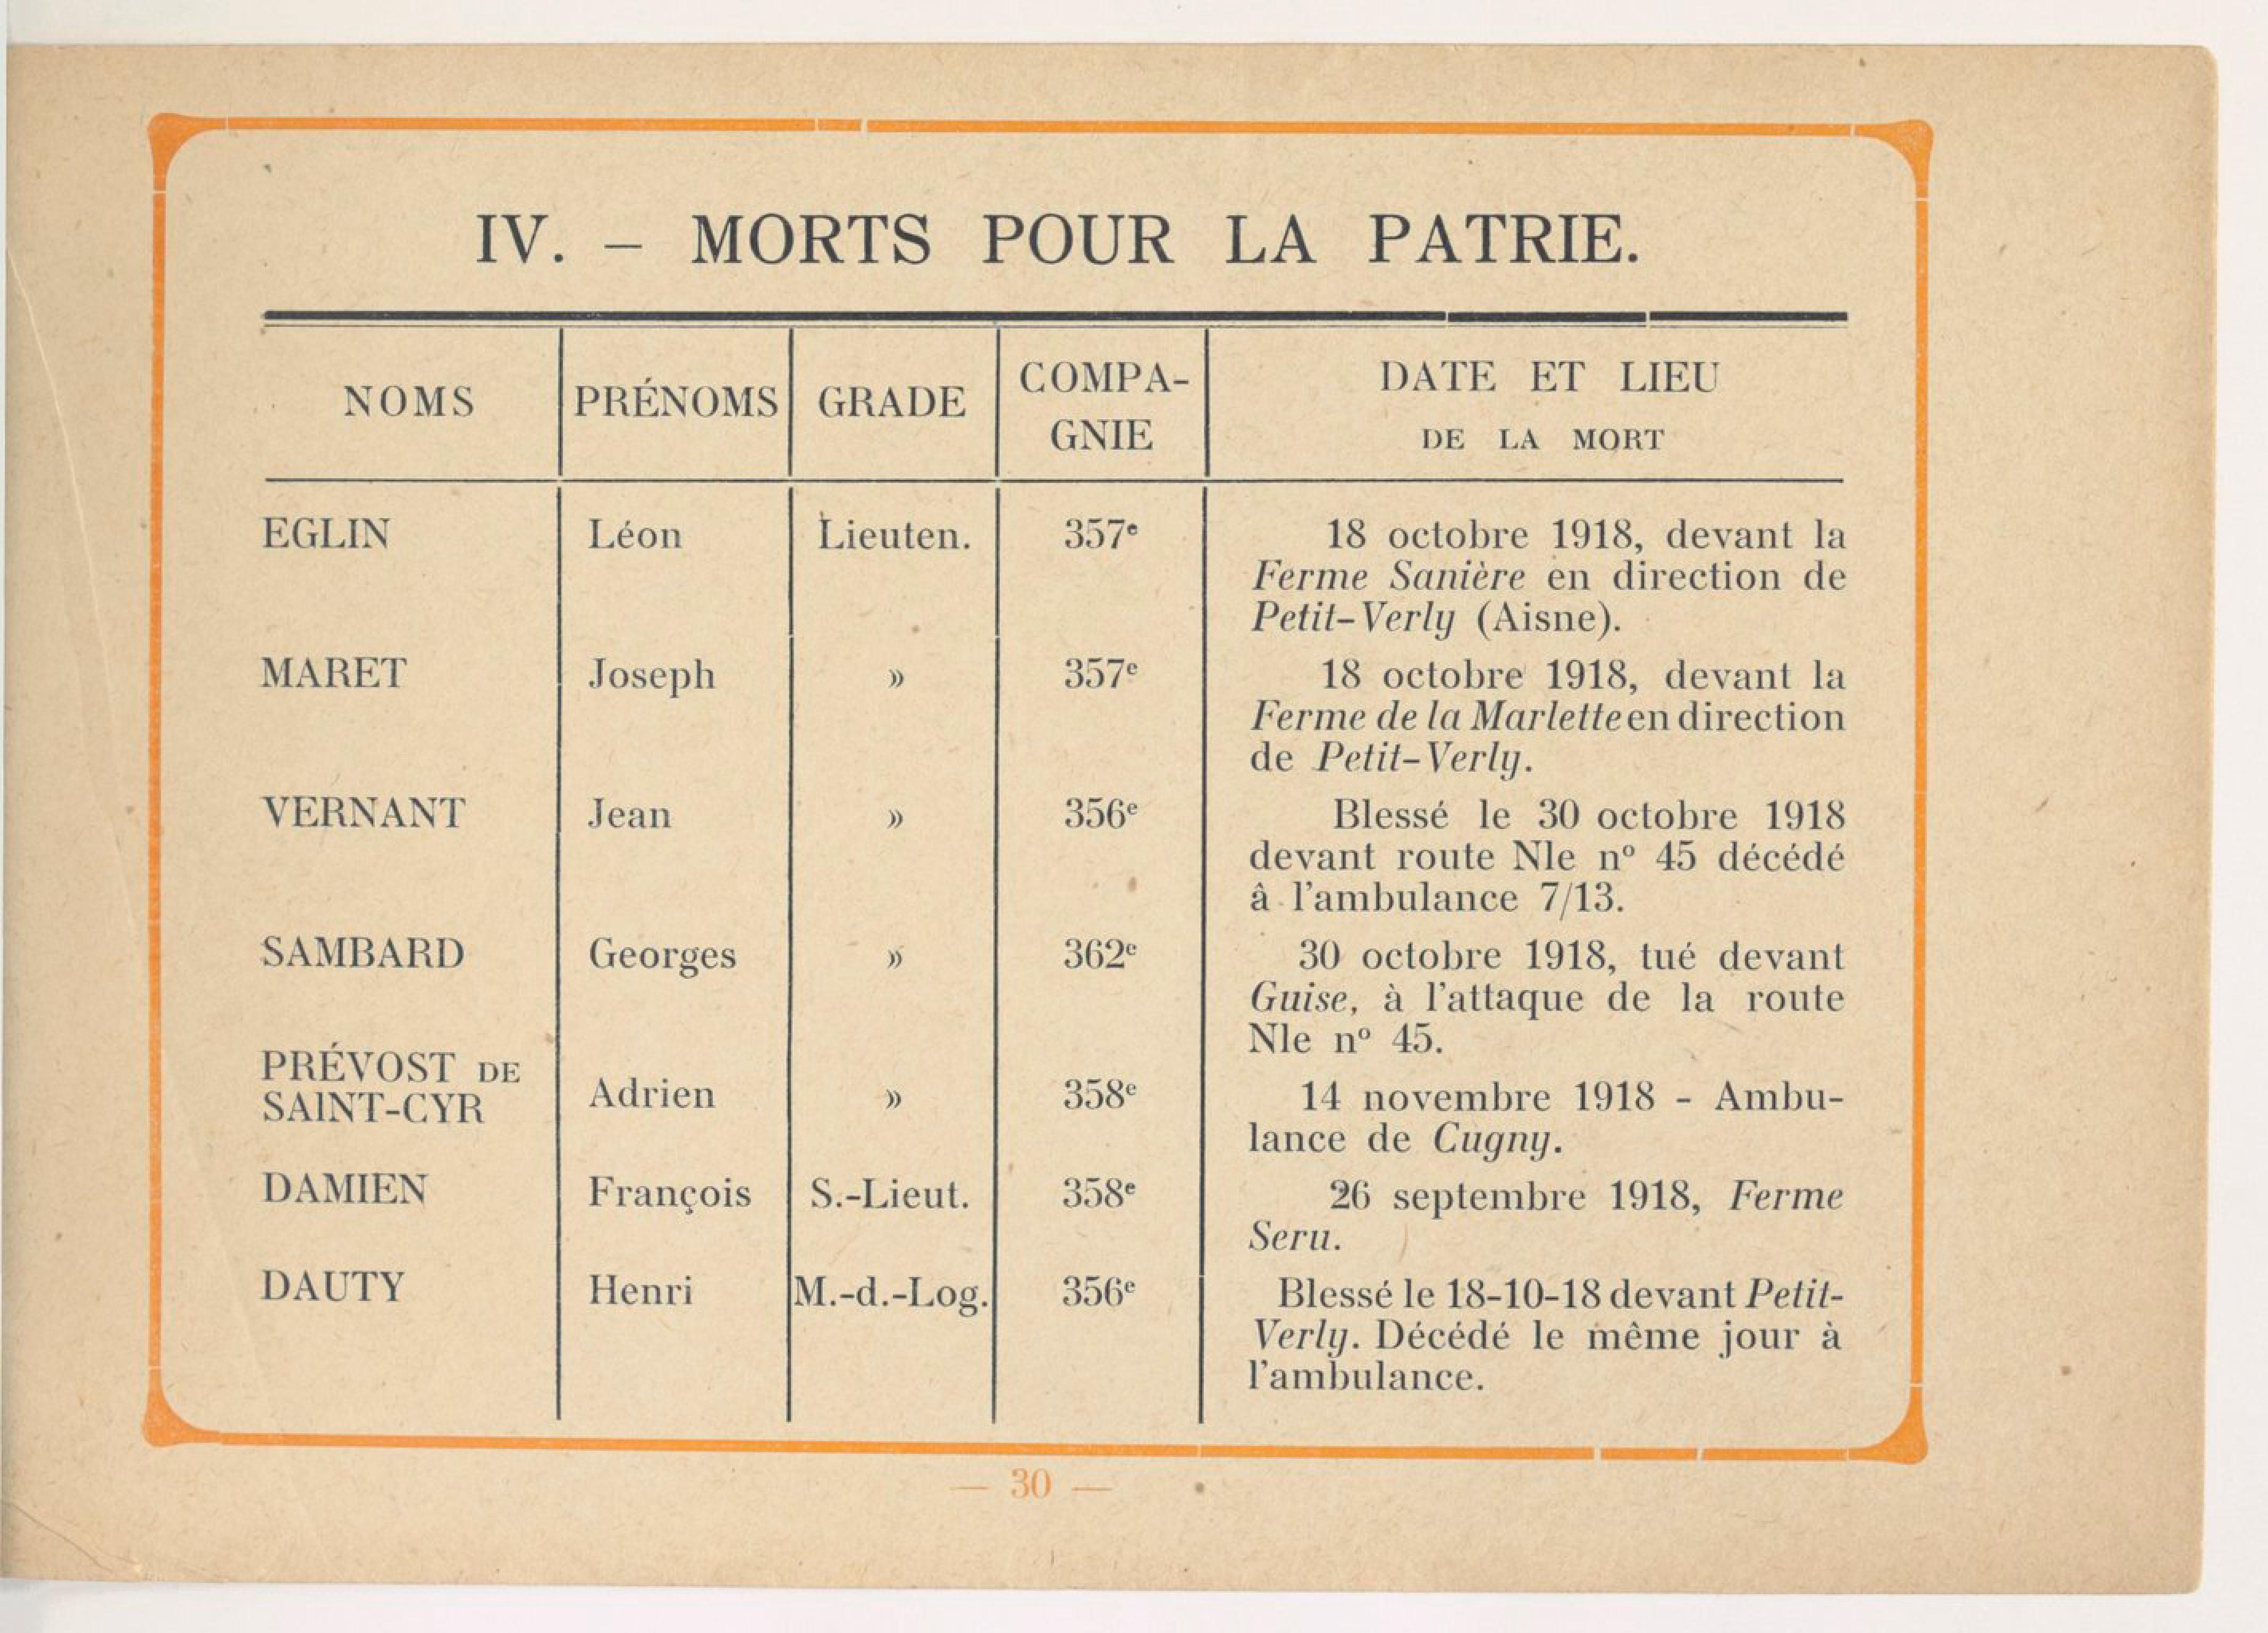 IV. – MORTS POUR LA PATRIE.
NOMS PRÉNOMS GRADE COMPA-
GNIE DATE ET LIEU
DE LA MORT
EGLIN Léon Lieuten. 357e 18 octobre 1918, devant la
Ferme Sanière en direction de
Petit-Verly (Aisne).
MARET Joseph » 357e 18 octobre 1918, devant la
Ferme de la Marlette en direction
de Petit-Verly.
VERNANT Jean » 356e Blessé le 30 octobre 1918
devant route Nle nº 45 décédé
â l'ambulance 7/13.
SAMBARD Georges » 362e 30 octobre 1918, tué devant
Guise, à l'attaque de la route
Nle nº 45.
PRÉVOST DE
SAINT-CYR Adrien » 358e 14 novembre 1918 - Ambu-
lance de Cugny.
DAMIEN François S.-Lieut. 358e 26 septembre 1918, Ferme
Seru.
DAUTY Henri M.-d.-Log. 356e Blessé le 18-10-18 devant Petit-
Verly. Décédé le même jour à
l'ambulance.
— 30 —